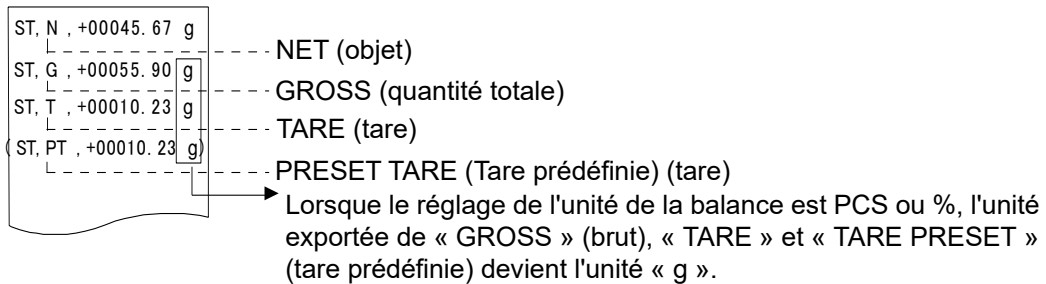 ST, N , +00045. 67 g
NET (objet)
ST, G , +00055. 90 g
GROSS (quantité totale)
ST, T , +00010. 23 g
TARE (tare)
( ST, PT , +00010. 23 g)
PRESET TARE (Tare prédéfinie) (tare)
Lorsque le réglage de l'unité de la balance est PCS ou %, l'unité
exportée de « GROSS » (brut), « TARE » et « TARE PRESET »
(tare prédéfinie) devient l'unité « g ».